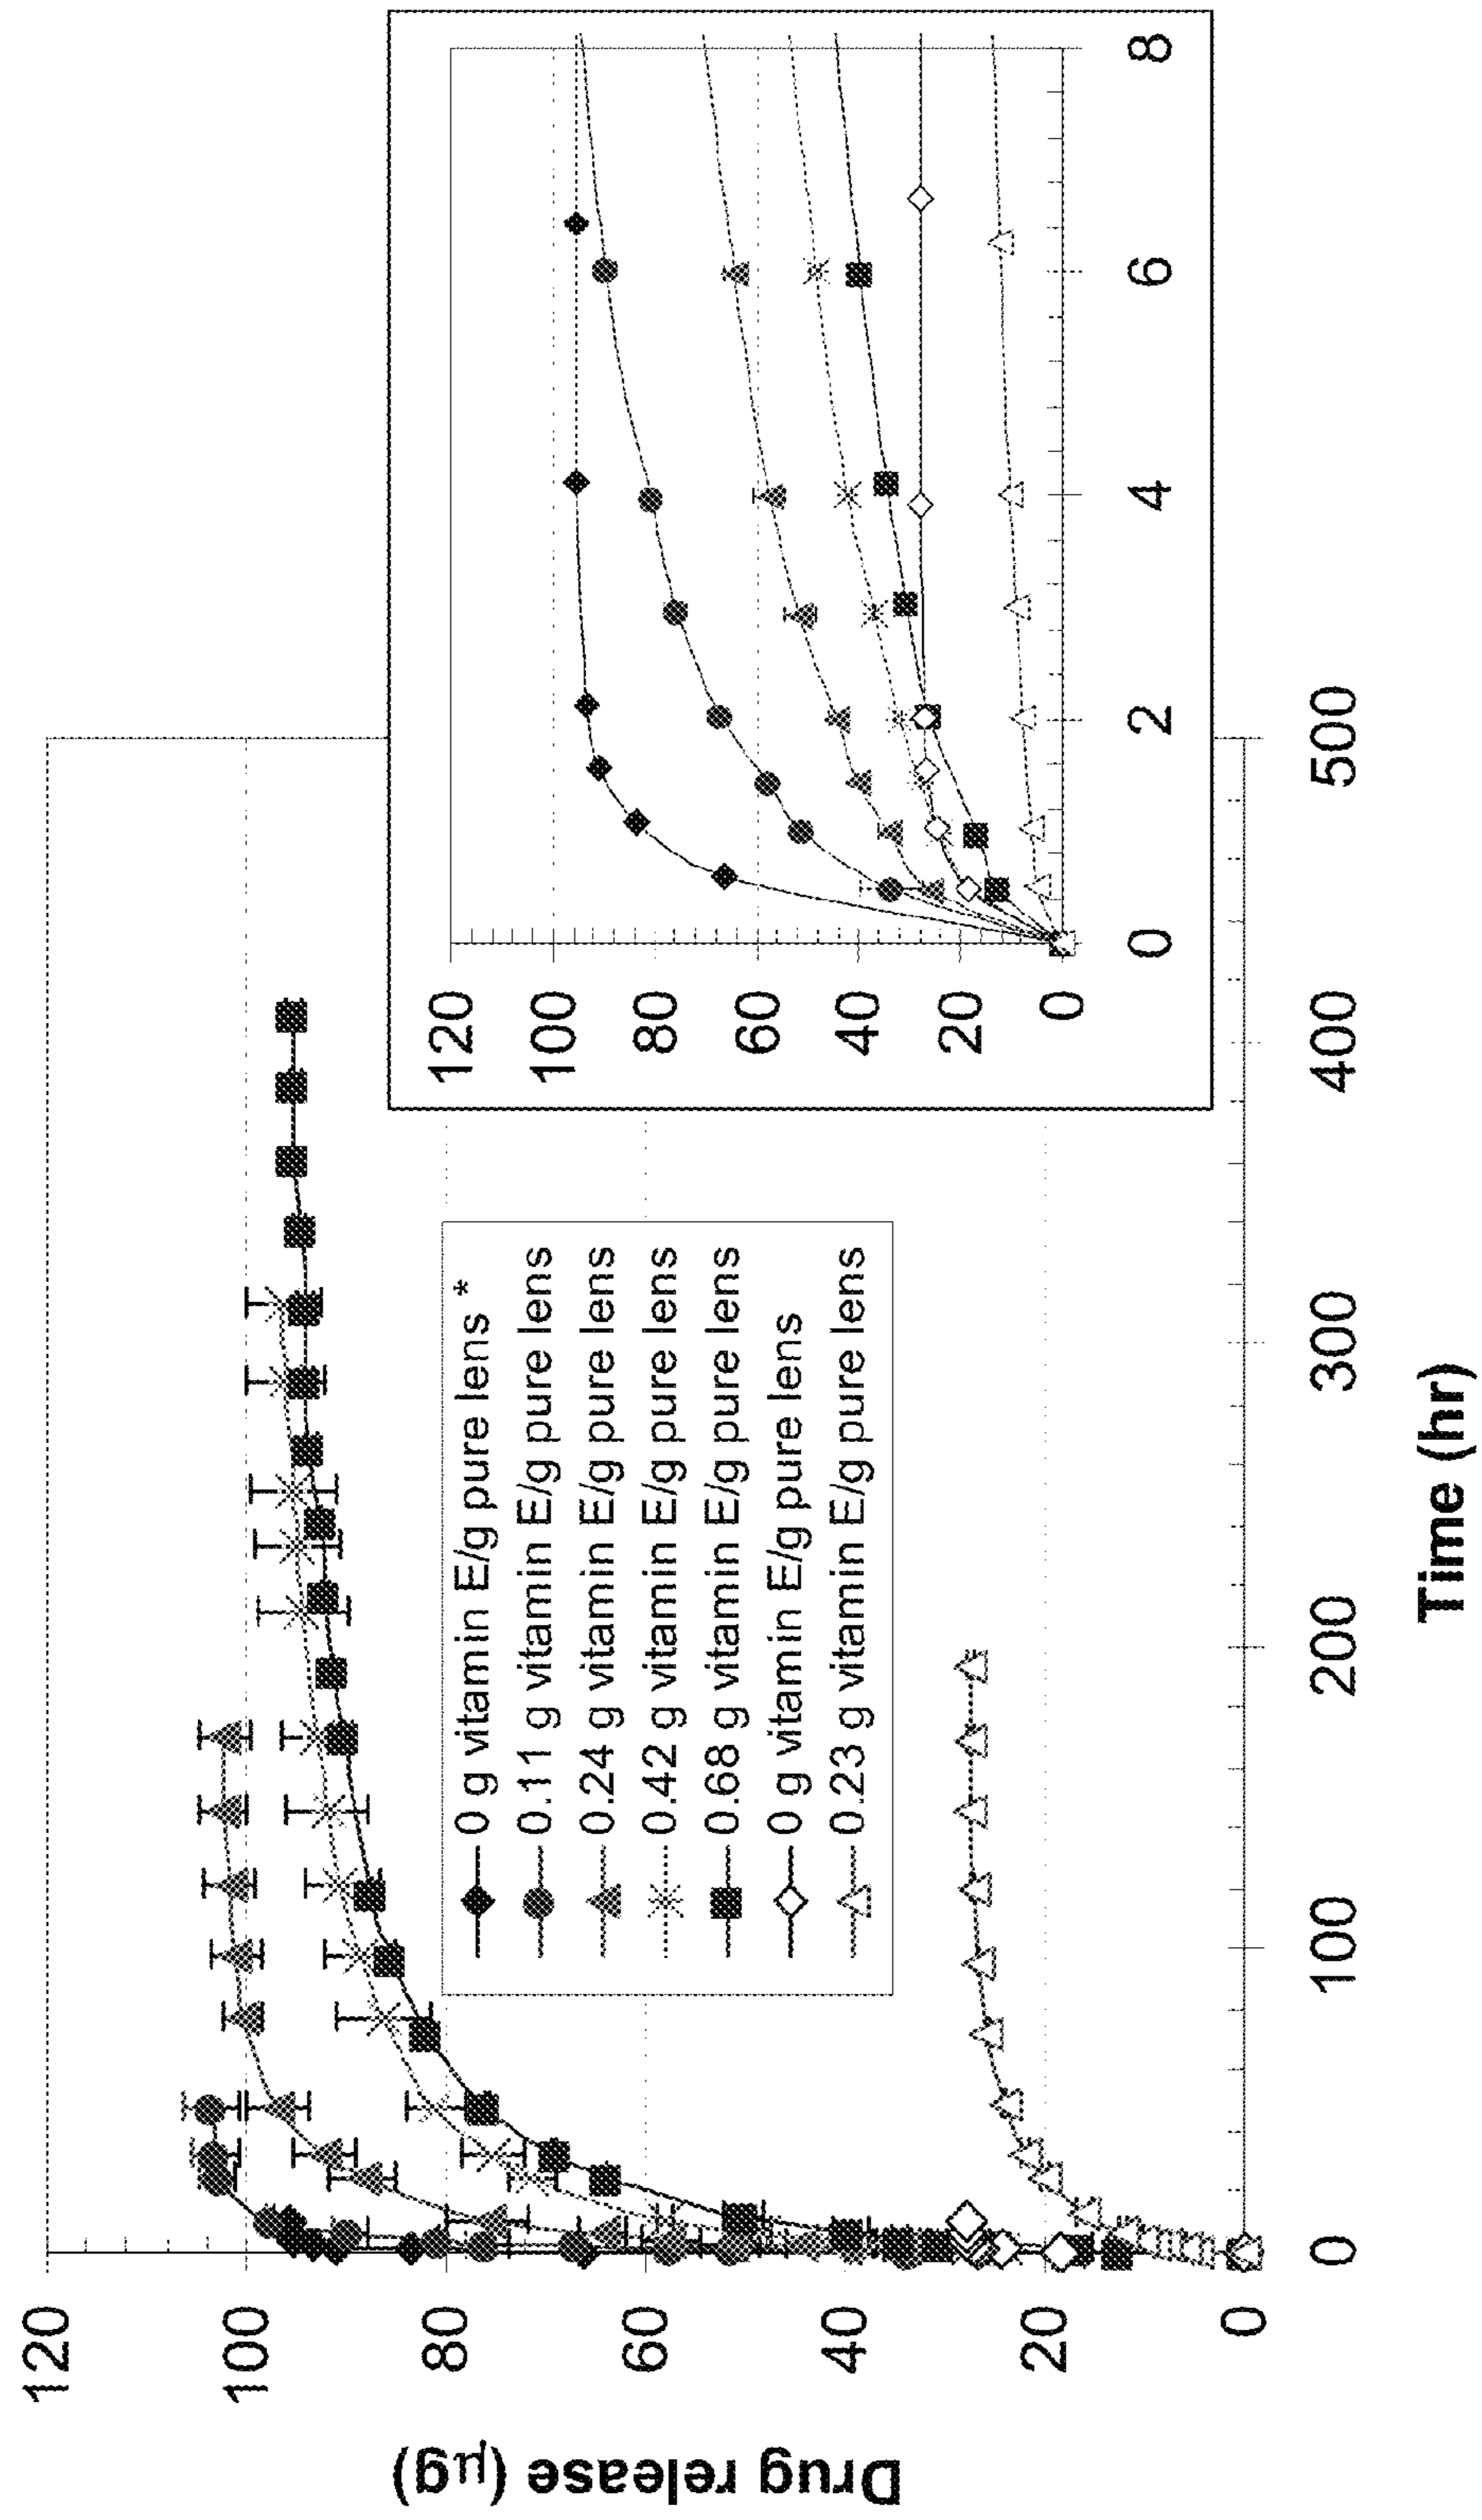 120
100
80
60
40
20
0
Drug release (µg)
0
100
200
300
400
500
Time (hr)
0 g vitamin E/g pure lens *
0.11 g vitamin E/g pure lens
0.24 g vitamin E/g pure lens
0.42 g vitamin E/g pure lens
0.68 g vitamin E/g pure lens
0 g vitamin E/g pure lens
0.23 g vitamin E/g pure lens
120
100
80
60
40
20
0
0
2
4
6
8